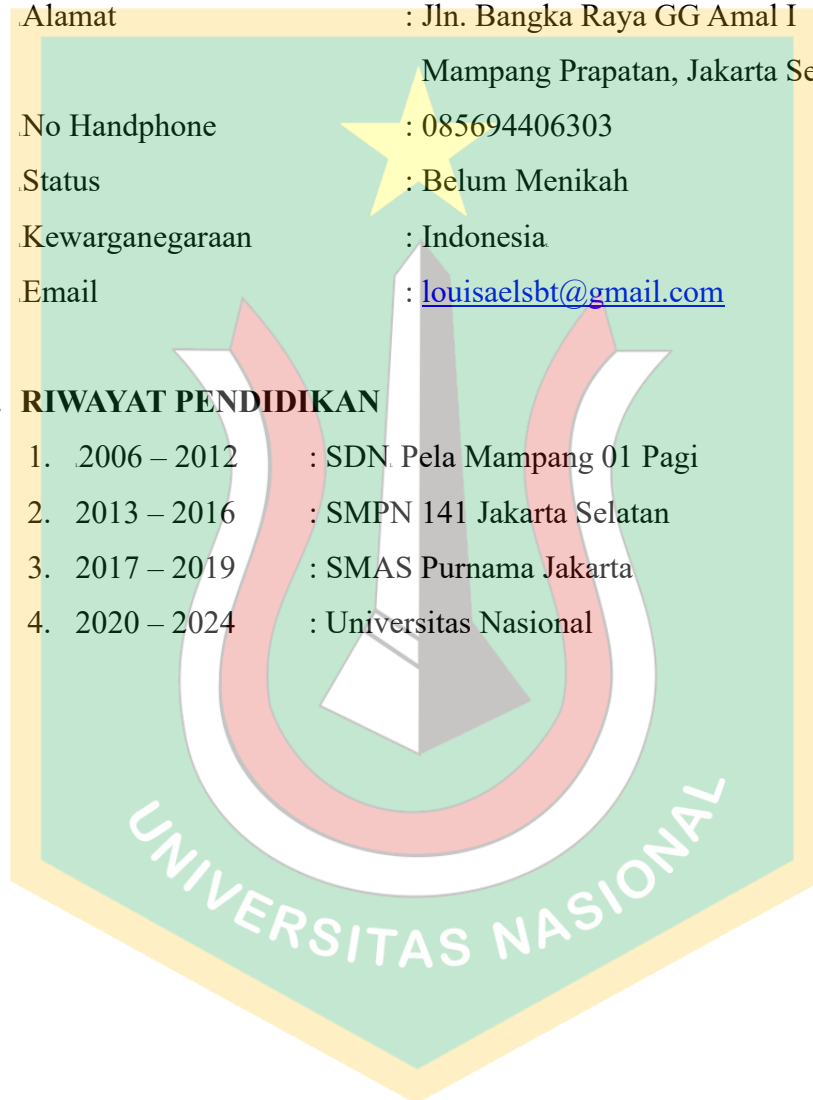 Alamat : Jln. Bangka Raya GG Amal I
Mampang Prapatan, Jakarta Se
No Handphone : 085694406303
Status : Belum Menikah
Kewarganegaraan : Indonesia
Email : louisaelsbt@gmail.com
RIWAYAT PENDIDIKAN
1. 2006 – 2012 : SDN Pela Mampang 01 Pagi
2. 2013 – 2016 : SMPN 141 Jakarta Selatan
3. 2017 – 2019 : SMAS Purnama Jakarta
4. 2020 – 2024 : Universitas Nasional
UNIVERSITAS NASIONAL